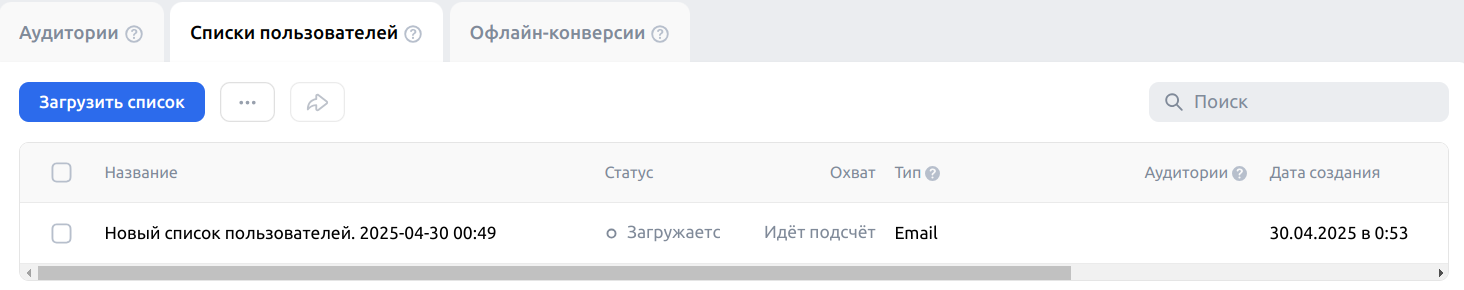 Аудитории ? Списки пользователей ? Офлайн-конверсии ?
Загрузить список ... Поиск
Название Статус Охват Тип ? Аудитории ? Дата создания
Новый список пользователей. 2025-04-30 00:49 Загружаетс Идёт подсчёт Email 30.04.2025 в 0:53